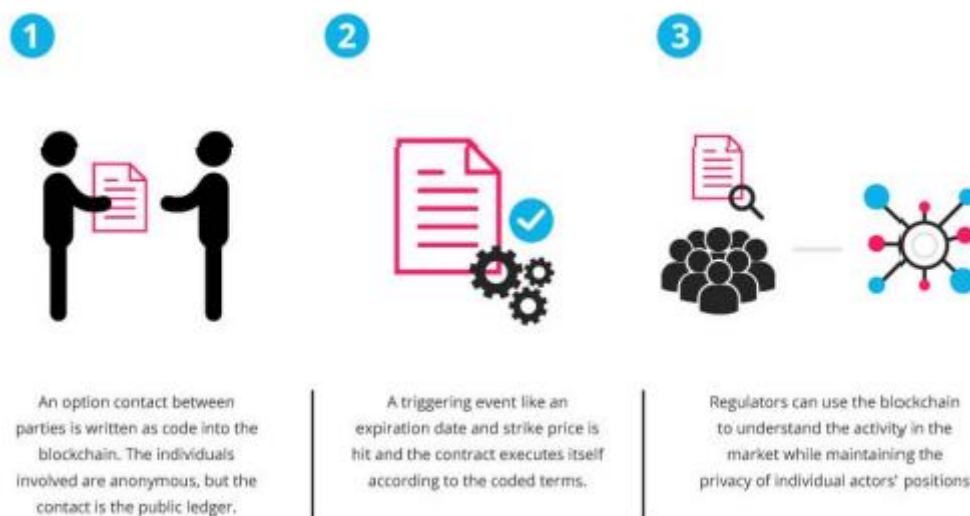 1
2
3
An option contact between
parties is written as code into the
blockchain. The individuals
involved are anonymous, but the
contact is the public ledger.
A triggering event like an
expiration date and strike price is
hit and the contract executes itself
according to the coded terms.
Regulators can use the blockchain
to understand the activity in the
market while maintaining the
privacy of individual actors' positions